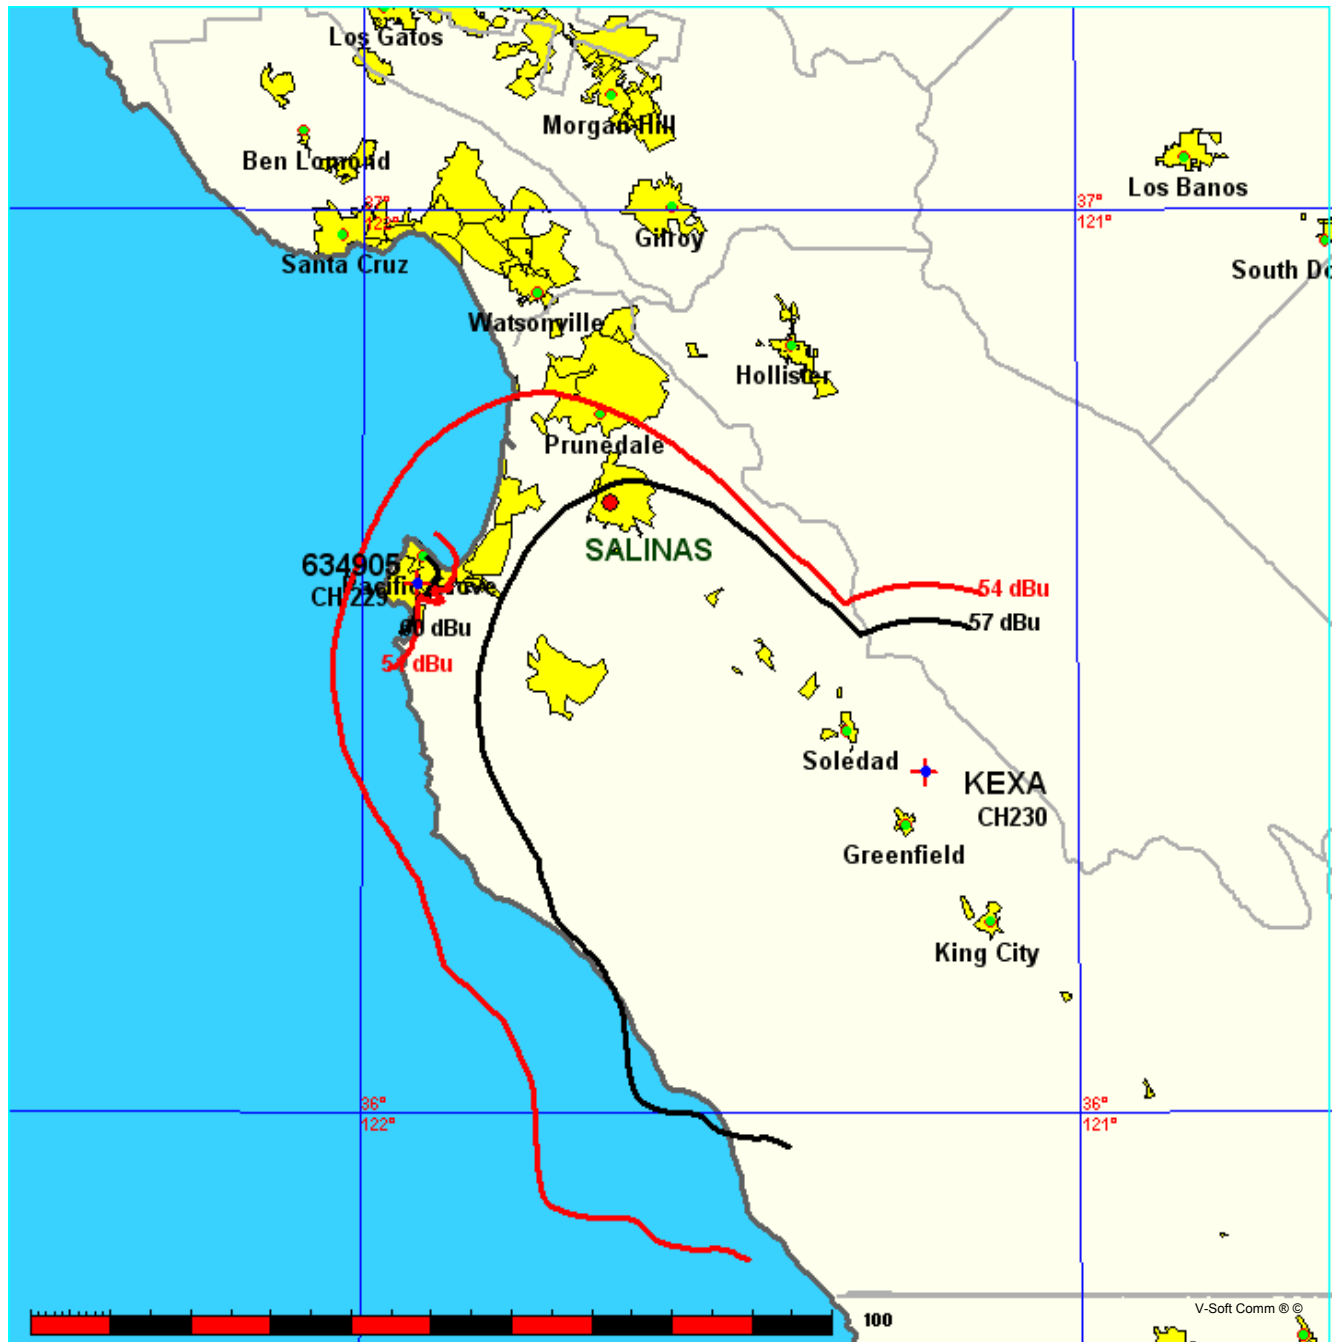 Los Gatos
Morgan Hill
Ben Lomond
Los Banos
37°
122°
37°
121°
Gilroy
Santa Cruz
South Do
Watsonville
Hollister
Prunedale
SALINAS
634905
CH 229
54 dBu
57 dBu
60 dBu
54 dBu
Soledad
KEXA
CH230
Greenfield
King City
36°
122°
36°
121°
V-Soft Comm ® ©
100